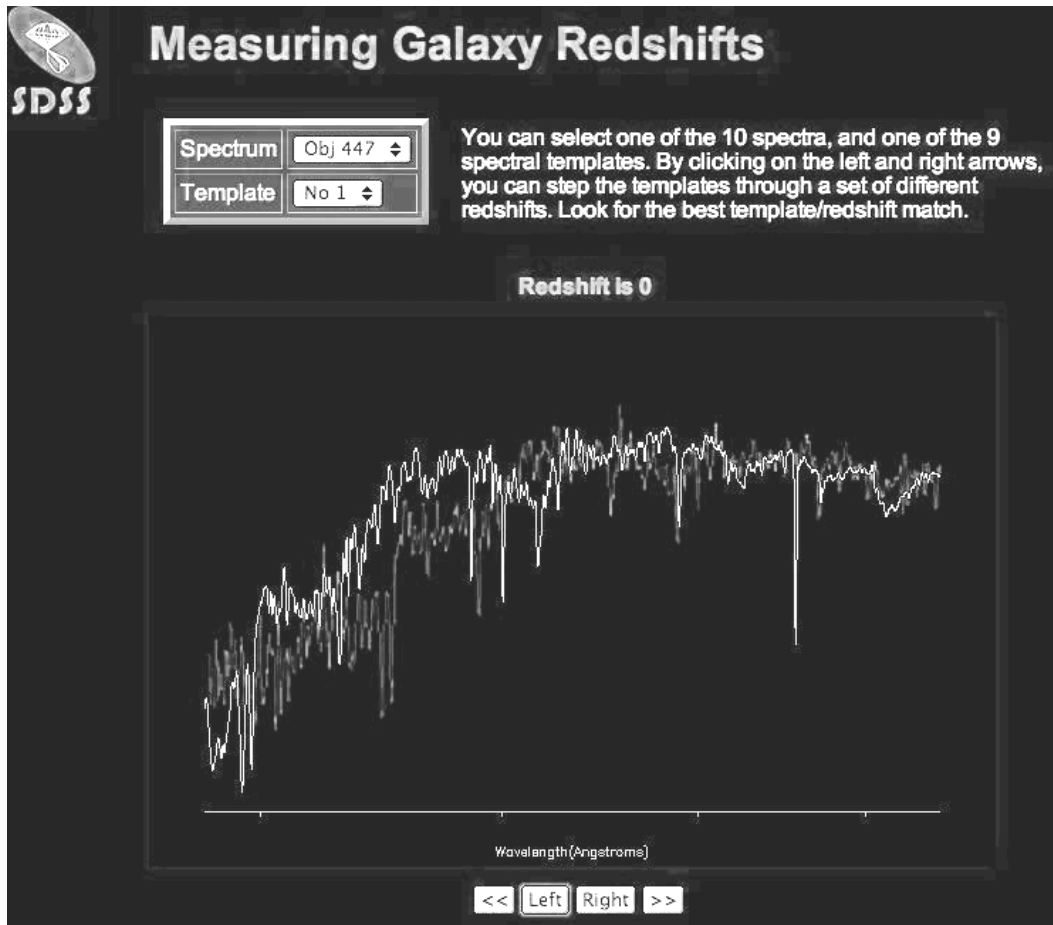 SDSS
Measuring Galaxy Redshifts
Spectrum Obj 447
Template No 1
You can select one of the 10 spectra, and one of the 9
spectral templates. By clicking on the left and right arrows,
you can step the templates through a set of different
redshifts. Look for the best template/redshift match.
Redshift is 0
Wavelength(Angstroms)
<< Left Right >>